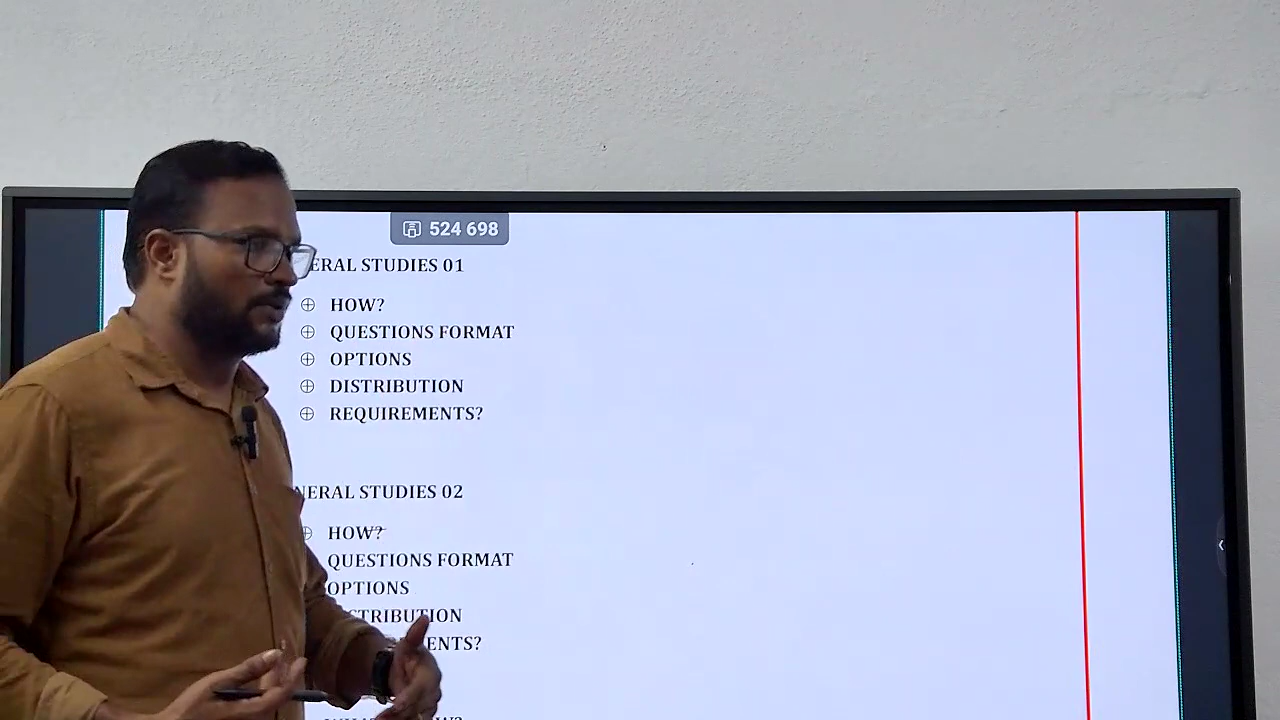 524 698
ERAL STUDIES 01
⊕ HOW?
⊕ QUESTIONS FORMAT
⊕ OPTIONS
⊕ DISTRIBUTION
⊕ REQUIREMENTS?
NERAL STUDIES 02
⊕ HOW?
QUESTIONS FORMAT
OPTIONS
STRIBUTION
ENTS?